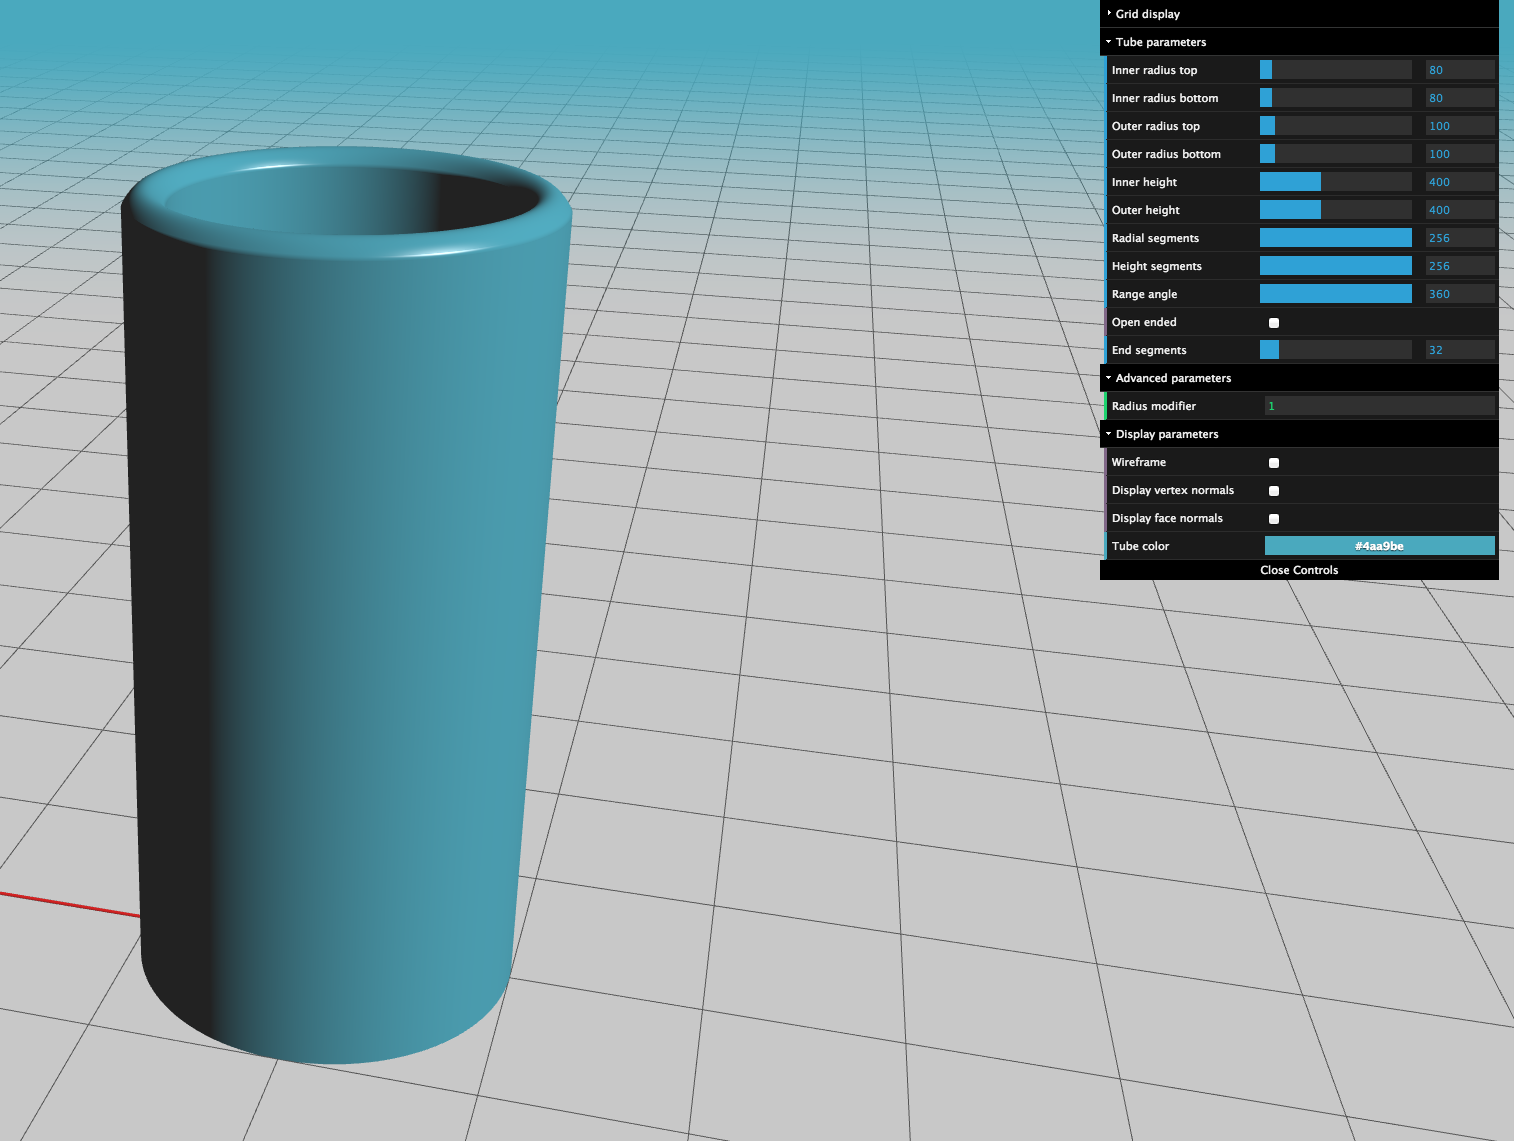 Grid display
Tube parameters
Inner radius top 80
Inner radius bottom 80
Outer radius top 100
Outer radius bottom 100
Inner height 400
Outer height 400
Radial segments 256
Height segments 256
Range angle 360
Open ended
End segments 32
Advanced parameters
Radius modifier 1
Display parameters
Wireframe
Display vertex normals
Display face normals
Tube color #4aa9be
Close Controls